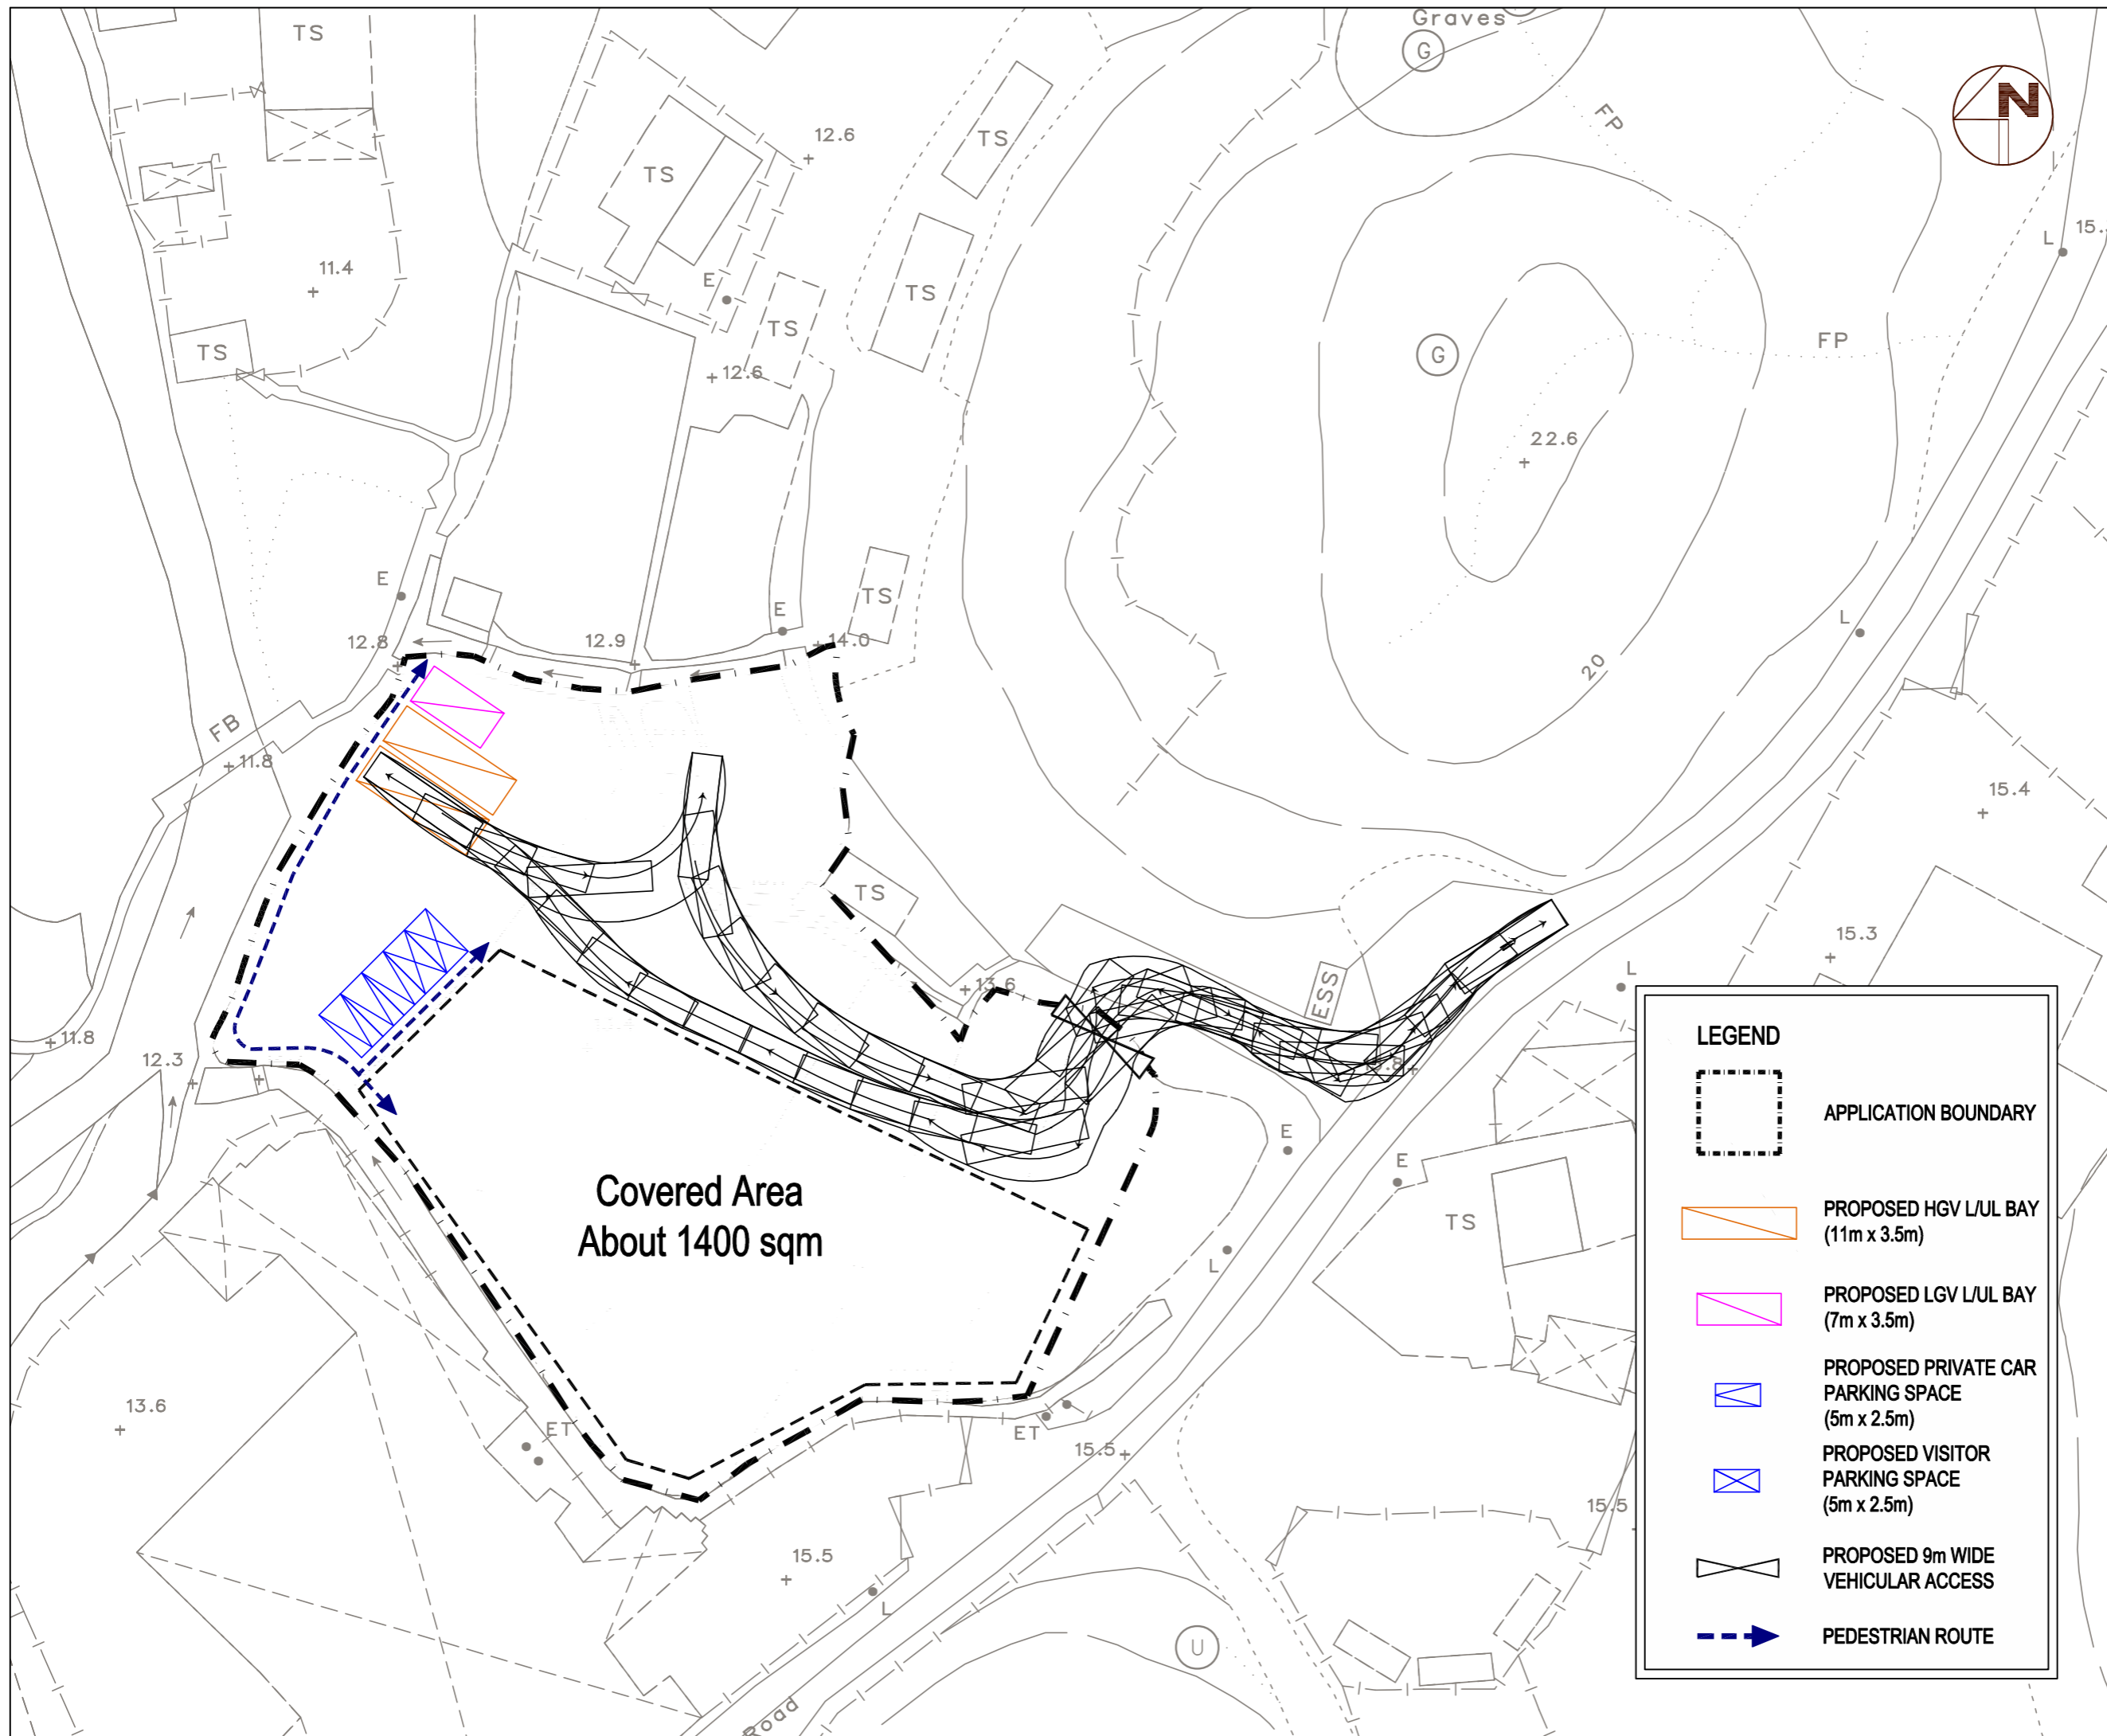 Graves
TS
G
N
12.6
TS
FP
TS
15.
L
11.4
E
TS
TS
TS
FP
TS
G
12.6
22.6
E
TS
E
L
12.8
12.9
14.0
20
FB
11.8
15.4
TS
15.3
13.6
ESS
L
11.8
12.3
E
E
TS
L
Covered Area
About 1400 sqm
13.6
ET
ET
15.5
15.5
15.5
L
U
Road
LEGEND
APPLICATION BOUNDARY
PROPOSED HGV L/UL BAY
(11m x 3.5m)
PROPOSED LGV L/UL BAY
(7m x 3.5m)
PROPOSED PRIVATE CAR
PARKING SPACE
(5m x 2.5m)
PROPOSED VISITOR
PARKING SPACE
(5m x 2.5m)
PROPOSED 9m WIDE
VEHICULAR ACCESS
PEDESTRIAN ROUTE